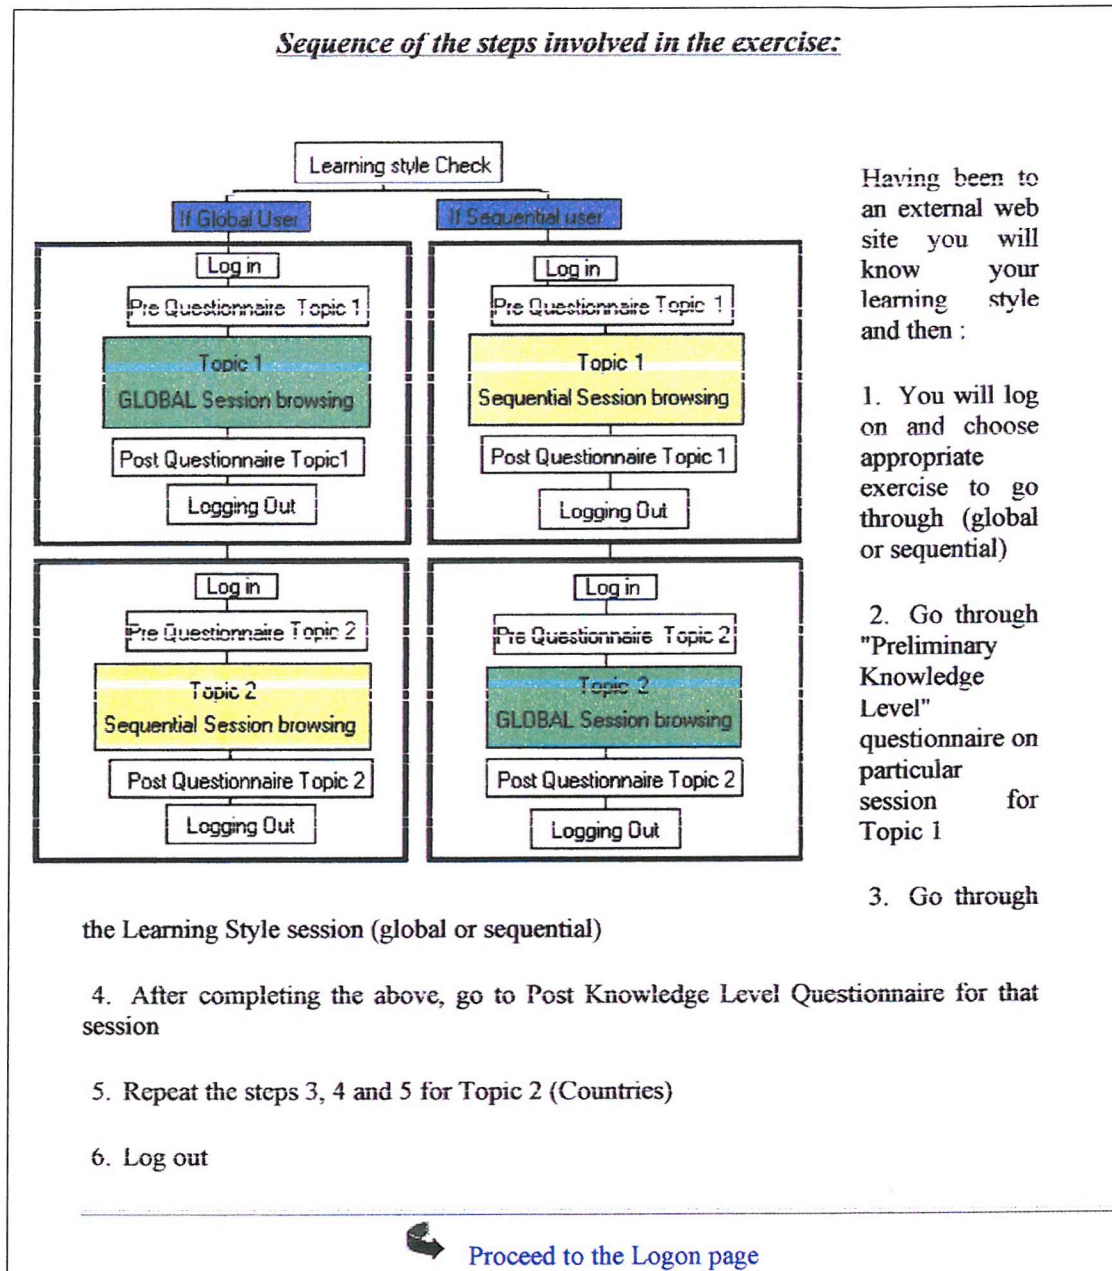 Sequence of the steps involved in the exercise:
Learning style Check
If Global User
If Sequential user
Log in
Pre Questionnaire Topic 1
Topic 1
GLOBAL Session browsing
Post Questionnaire Topic1
Logging Out
Log in
Pre Questionnaire Topic 1
Topic 1
Sequential Session browsing
Post Questionnaire Topic 1
Logging Out
Log in
Pre Questionnaire Topic 2
Topic 2
Sequential Session browsing
Post Questionnaire Topic 2
Logging Out
Log in
Pre Questionnaire Topic 2
Topic 2
GLOBAL Session browsing
Post Questionnaire Topic 2
Logging Out
Having been to
an external web
site you will
know your
learning style
and then :
1. You will log
on and choose
appropriate
exercise to go
through (global
or sequential)
2. Go through
"Preliminary
Knowledge
Level"
questionnaire on
particular
session for
Topic 1
3. Go through
the Learning Style session (global or sequential)
4. After completing the above, go to Post Knowledge Level Questionnaire for that
session
5. Repeat the steps 3, 4 and 5 for Topic 2 (Countries)
6. Log out
Proceed to the Logon page